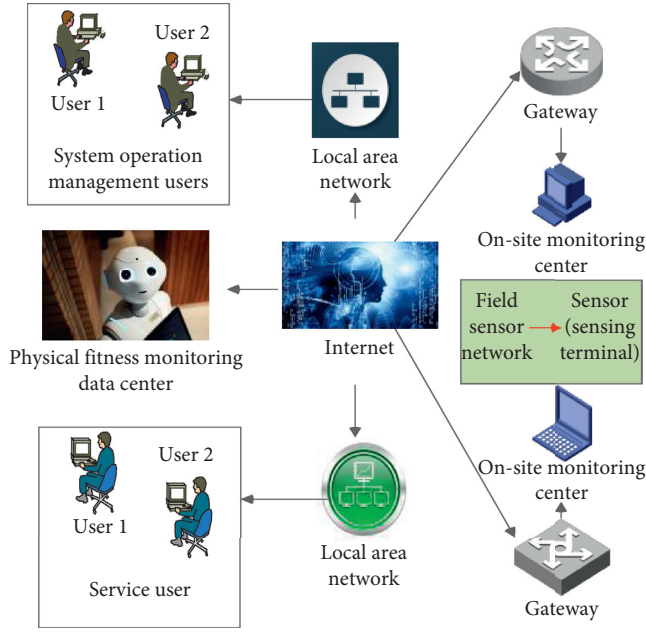 User 1
User 2
System operation
management users
Local area
network
Gateway
On-site monitoring
center
Physical fitness monitoring
data center
Internet
Field
sensor
network
Sensor
(sensing
terminal)
User 1
User 2
Service user
Local area
network
On-site monitoring
center
Gateway